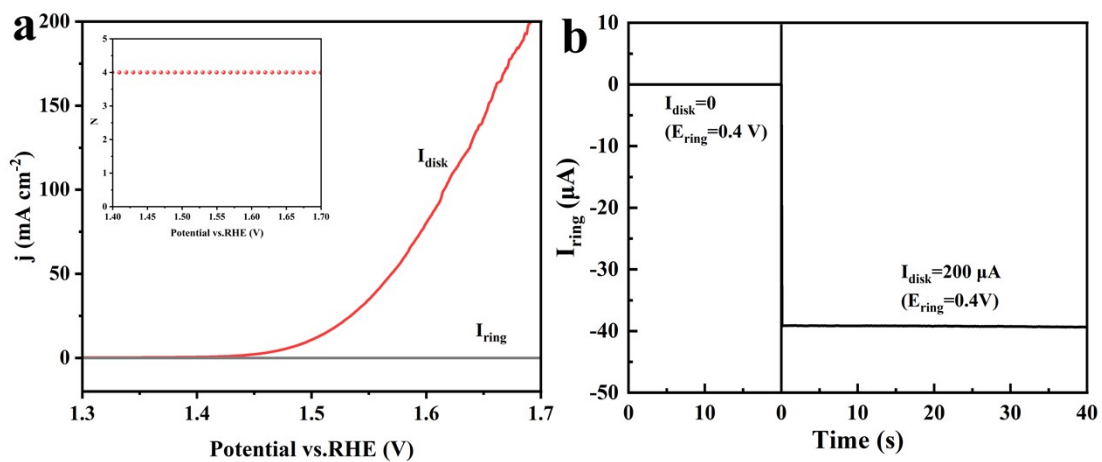 a
200
150
100
50
0
j (mA cm-2)
1.3 1.4 1.5 1.6 1.7
Potential vs.RHE (V)
5
4
3
2
1
0
N
1.40 1.45 1.50 1.55 1.60 1.65 1.70
Potential vs.RHE (V)
Idisk
Iring
b
10
0
-10
-20
-30
-40
-50
Iring (μA)
Idisk=0
(Ering=0.4 V)
Idisk=200 μA
(Ering=0.4V)
0 10 0 10 20 30 40
Time (s)